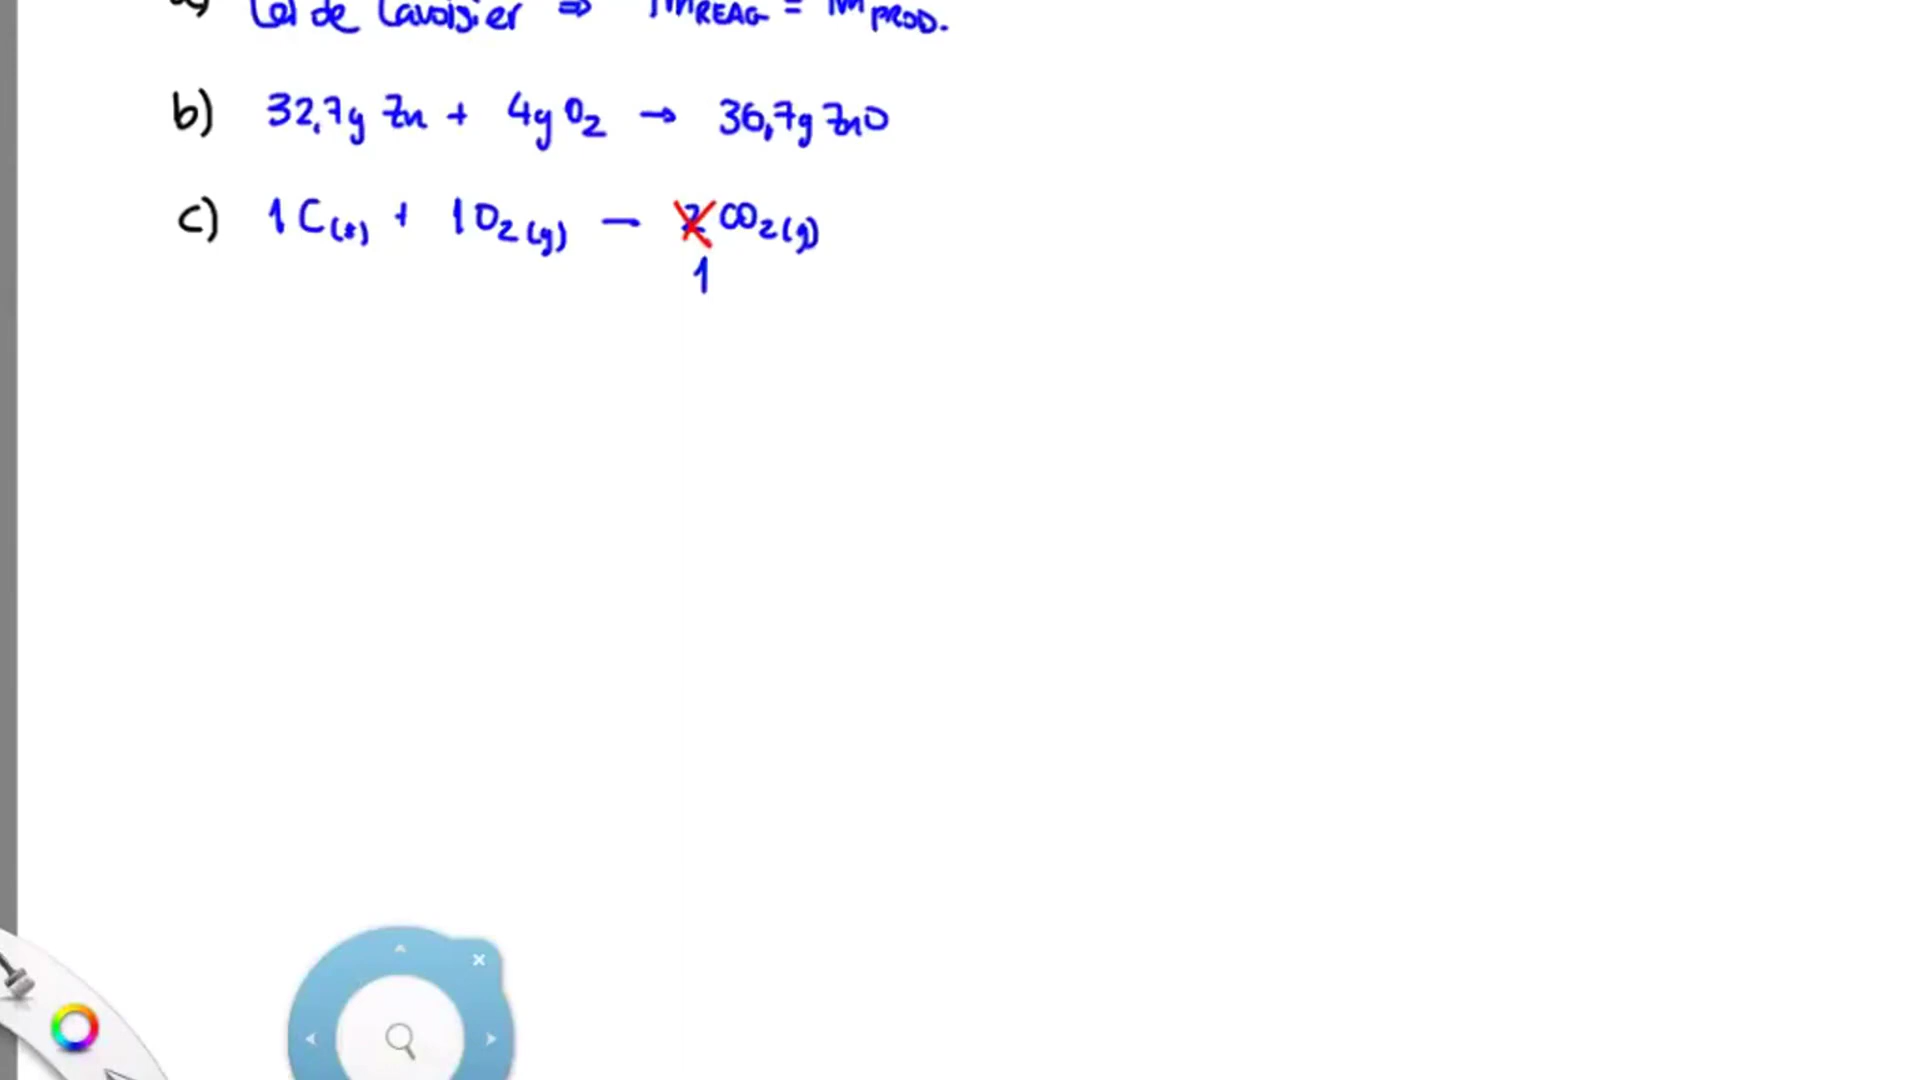 a) Lei de Lavoisier ⇒ mREAG = mPROD.
b) 32,7g Zn + 4g O2 → 36,7g ZnO
c) 1 C(s) + 1 O2(g) — 2 CO2(g)
1